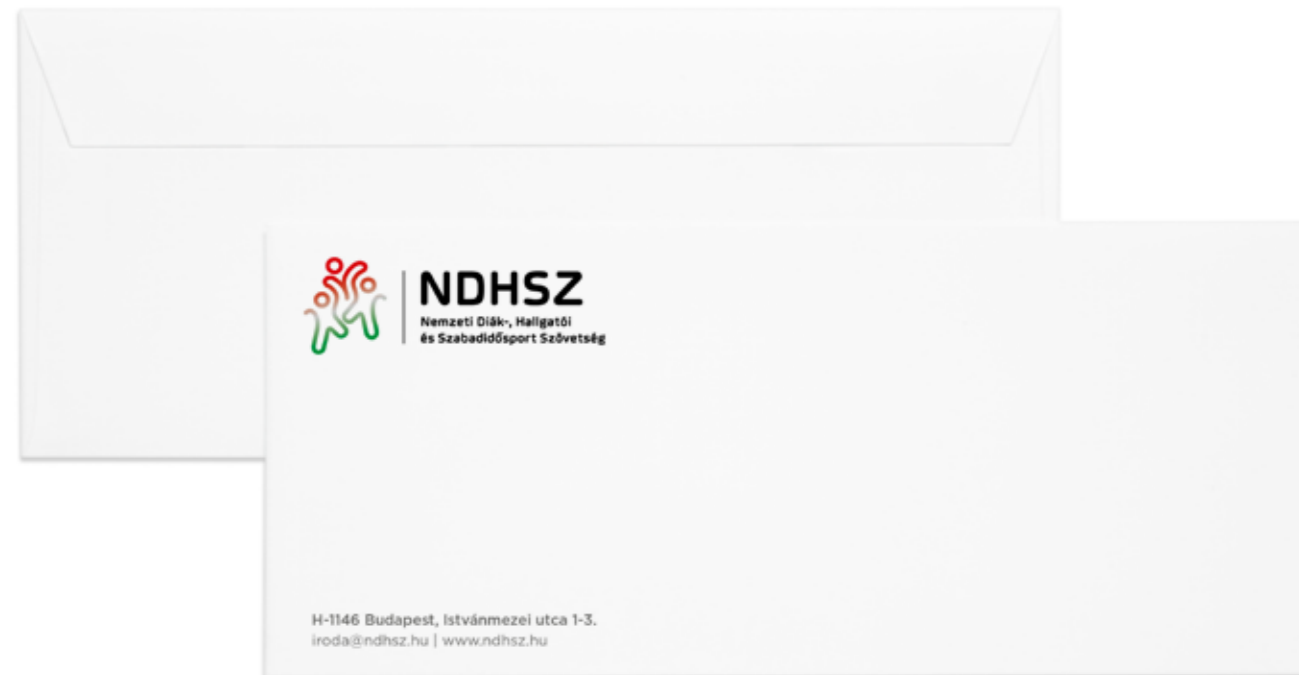 NDHSZ
Nemzeti Diák-, Hallgatói
és Szabadidősport Szövetség
H-1146 Budapest, Istvánmezei utca 1-3.
iroda@ndhsz.hu | www.ndhsz.hu